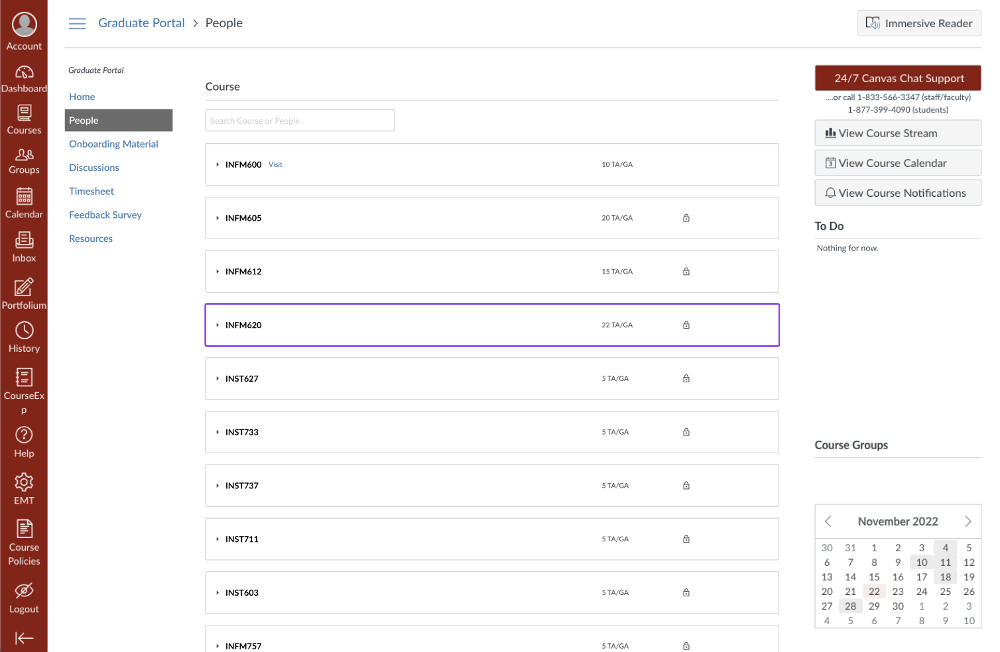 Account
Dashboard
Courses
Groups
Calendar
Inbox
Portfolium
History
CourseEx
p
Help
EMT
Course
Policies
Logout
Graduate Portal > People
Immersive Reader
Graduate Portal
Home
People
Onboarding Material
Discussions
Timesheet
Feedback Survey
Resources
Course
Search Course or People
INFM600 Visit 10 TA/GA
INFM605 20 TA/GA
INFM612 15 TA/GA
INFM620 22 TA/GA
INST627 5 TA/GA
INST733 5 TA/GA
INST737 5 TA/GA
INST711 5 TA/GA
INST603 5 TA/GA
INFM757 5 TA/GA
24/7 Canvas Chat Support
....or call 1-833-566-3347 (staff/faculty)
1-877-399-4090 (students)
View Course Stream
3 View Course Calendar
View Course Notifications
To Do
Nothing for now.
Course Groups
November 2022
30 31 1 2 3 4 5
6 7 8 9 10 11 12
13 14 15 16 17 18 19
20 21 22 23 24 25 26
27 28 29 30 1 2 3
4 5 6 7 8 9 10